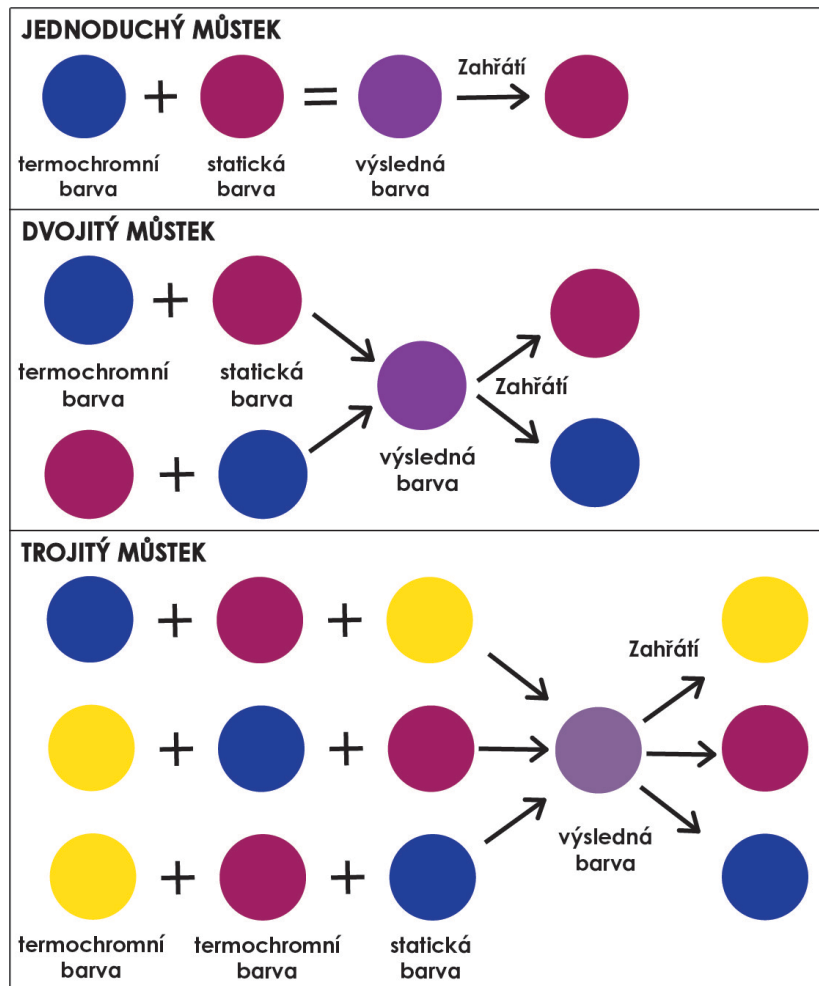 JEDNODUCHÝ MŮSTEK
+
=
Zahřátí
termochromní
barva
statická
barva
výsledná
barva
DVOJITÝ MŮSTEK
+
termochromní
barva
statická
barva
Zahřátí
+
výsledná
barva
TROJITÝ MŮSTEK
+ +
Zahřátí
+ +
výsledná
barva
+ +
termochromní
barva
termochromní
barva
statická
barva